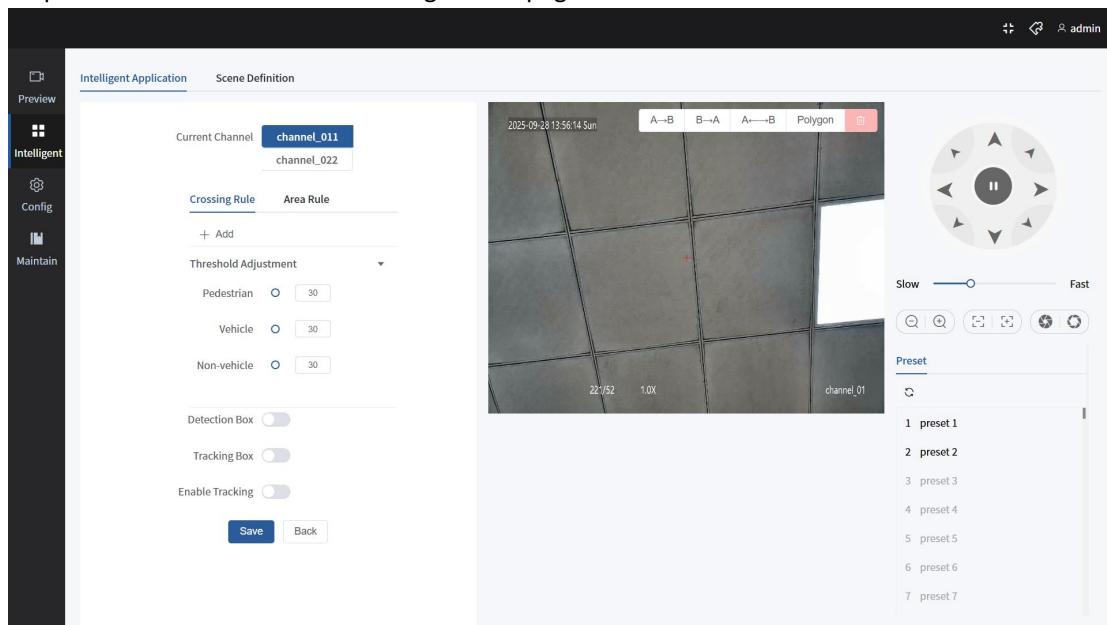 admin
Preview
Intelligent
Config
Maintain
Intelligent Application Scene Definition
Current Channel channel_011
channel_022
Crossing Rule Area Rule
+ Add
Threshold Adjustment
Pedestrian 30
Vehicle 30
Non-vehicle 30
Detection Box
Tracking Box
Enable Tracking
Save Back
2025-09-28 13:56:14 Sun
A→B B→A A←→B Polygon
221/52 1.0X channel_01
Slow Fast
Preset
1 preset 1
2 preset 2
3 preset 3
4 preset 4
5 preset 5
6 preset 6
7 preset 7